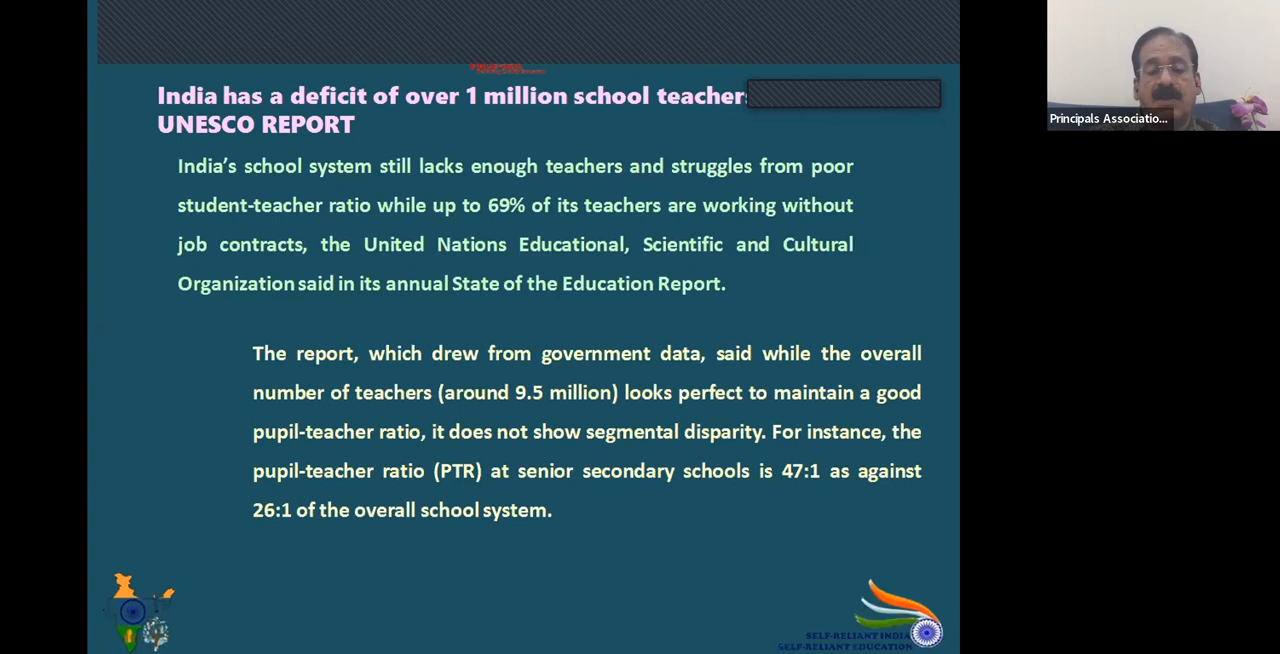 India has a deficit of over 1 million school teachers
UNESCO REPORT
India’s school system still lacks enough teachers and struggles from poor
student-teacher ratio while up to 69% of its teachers are working without
job contracts, the United Nations Educational, Scientific and Cultural
Organization said in its annual State of the Education Report.
The report, which drew from government data, said while the overall
number of teachers (around 9.5 million) looks perfect to maintain a good
pupil-teacher ratio, it does not show segmental disparity. For instance, the
pupil-teacher ratio (PTR) at senior secondary schools is 47:1 as against
26:1 of the overall school system.
SELF-RELIANT INDIA
SELF-RELIANT EDUCATION
Principals Associatio...